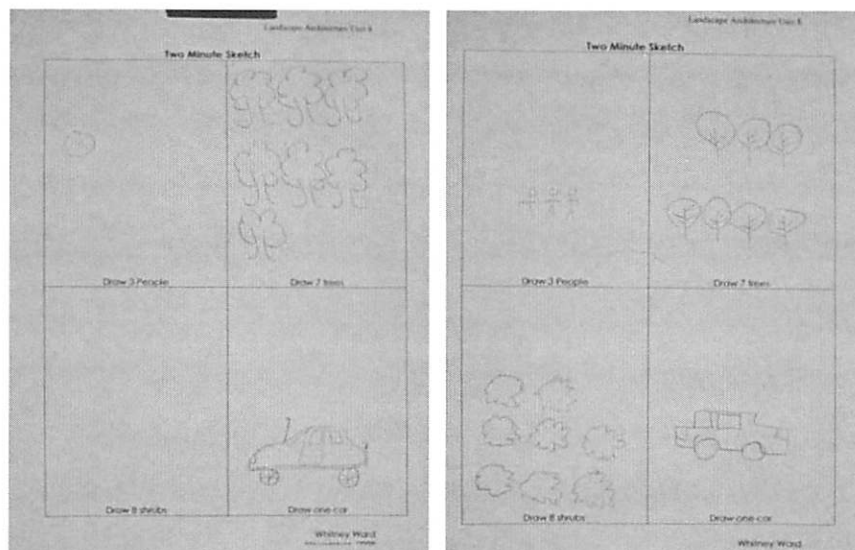 Landscape Architecture Unit 8
Two Minute Sketch
Draw 3 People
Draw 7 trees
Draw 8 shrubs
Draw one car
Whitney Ward
Landscape Architecture Unit 8
Two Minute Sketch
Draw 3 People
Draw 7 trees
Draw 8 shrubs
Draw one car
Whitney Ward